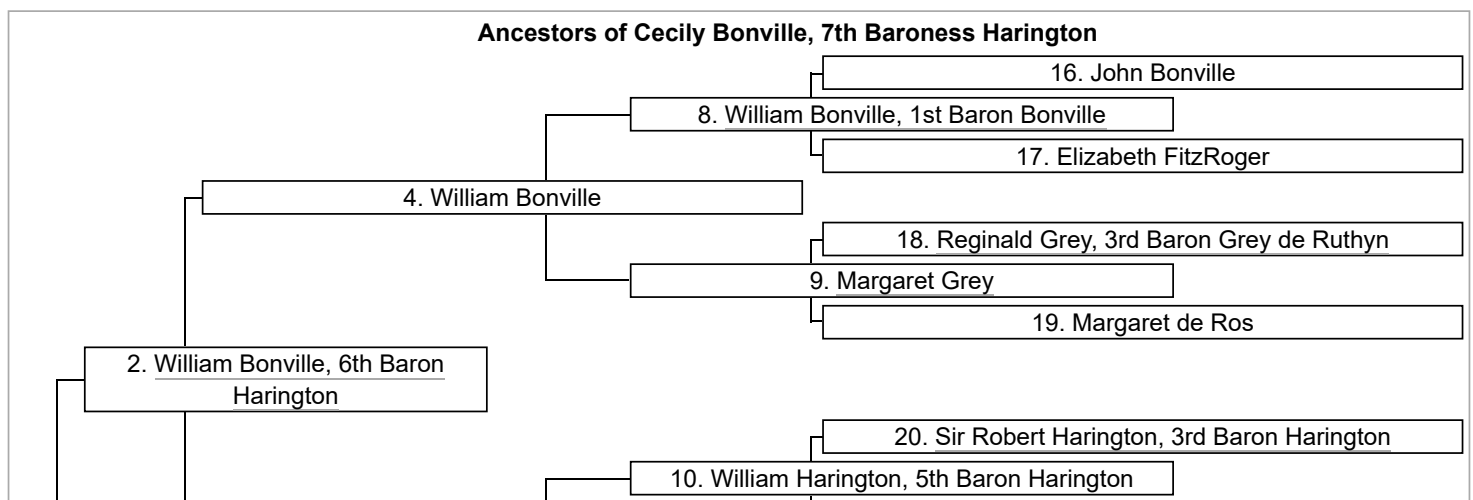 Ancestors of Cecily Bonville, 7th Baroness Harington
16. John Bonville
8. William Bonville, 1st Baron Bonville
17. Elizabeth FitzRoger
4. William Bonville
18. Reginald Grey, 3rd Baron Grey de Ruthyn
9. Margaret Grey
19. Margaret de Ros
2. William Bonville, 6th Baron
Harington
20. Sir Robert Harington, 3rd Baron Harington
10. William Harington, 5th Baron Harington